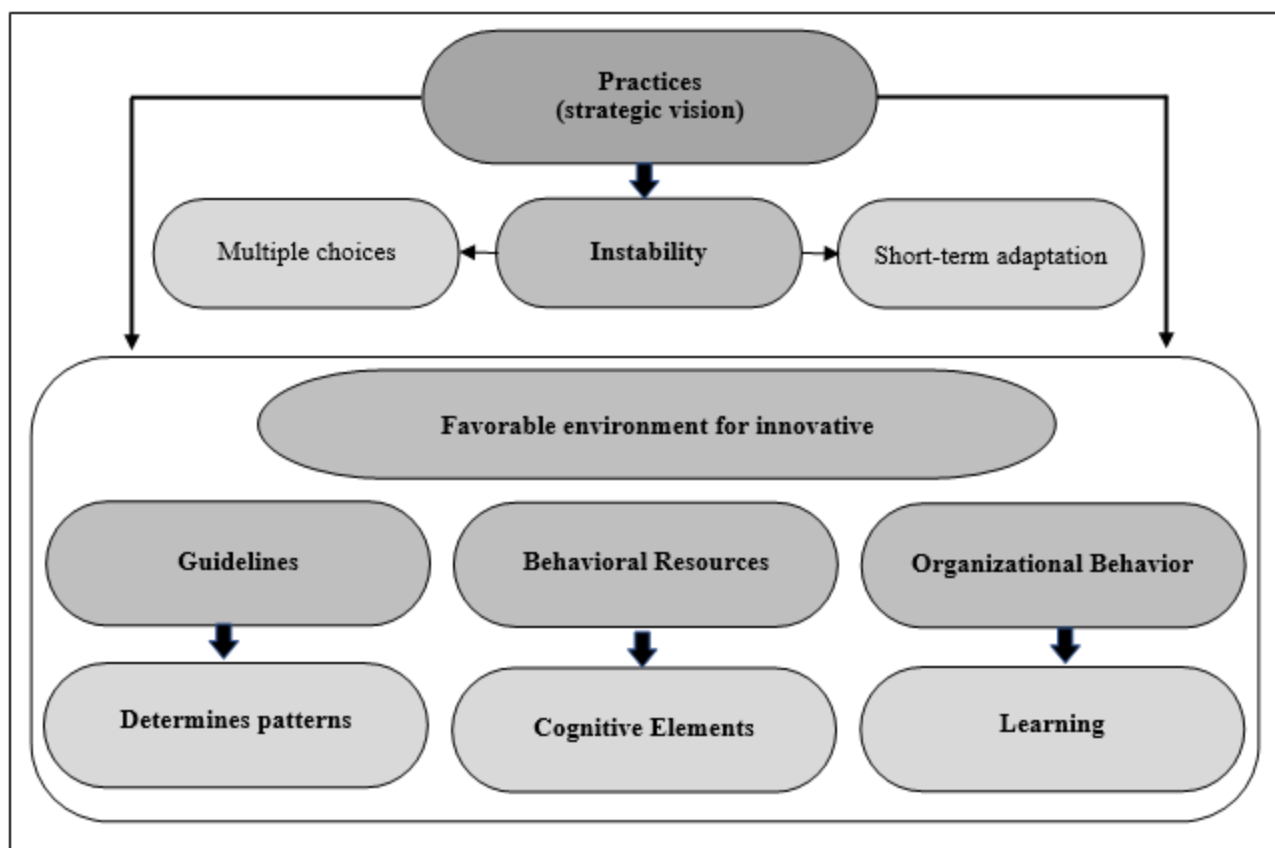 Practices
(strategic vision)
Multiple choices
Instability
Short-term adaptation
Favorable environment for innovative
Guidelines
Behavioral Resources
Organizational Behavior
Determines patterns
Cognitive Elements
Learning